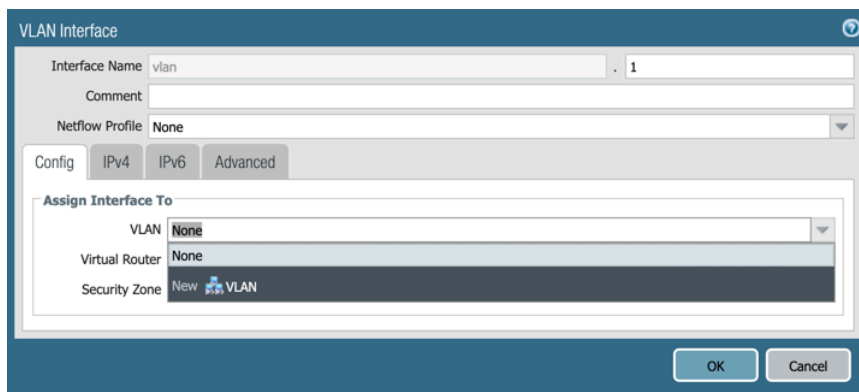 VLAN Interface ?
Interface Name vlan . 1
Comment
Netflow Profile None
Config IPv4 IPv6 Advanced
Assign Interface To
VLAN None
Virtual Router None
Security Zone New VLAN
OK Cancel